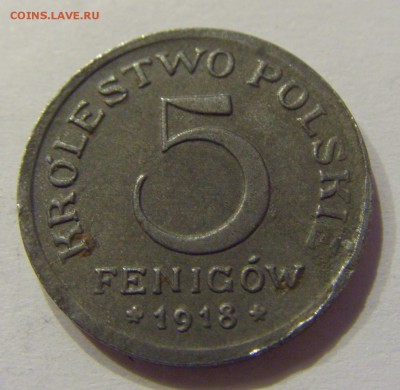 COINS.LAVE.RU
KRÓLESTWO POLSKIE
5
FENIGÓW
*1918*